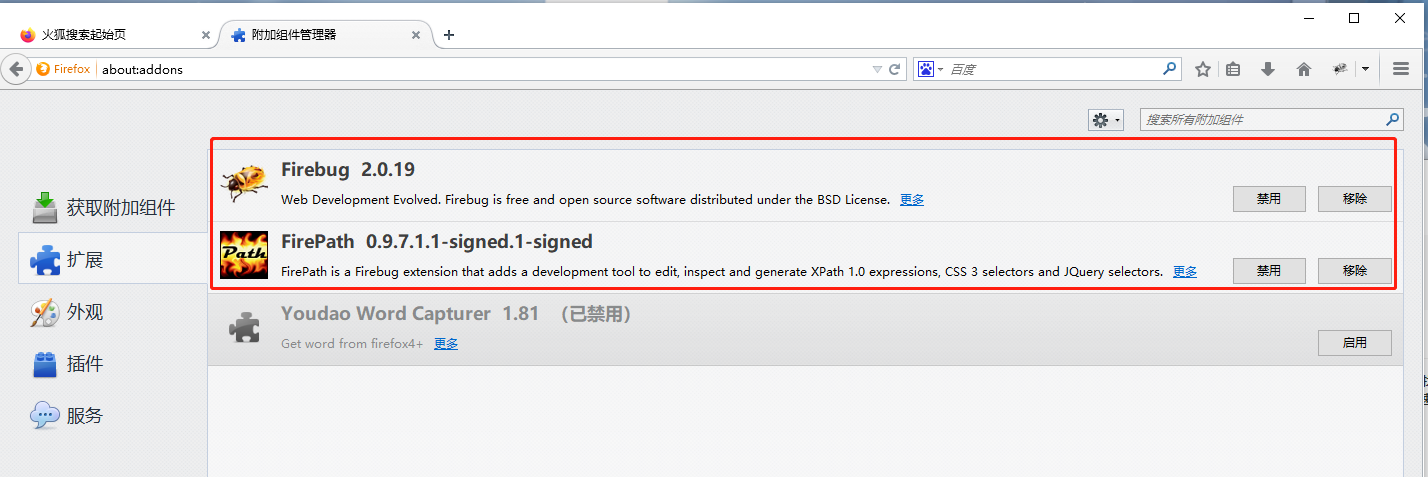 火狐搜索起始页
附加组件管理器
Firefox about:addons
百度
搜索所有附加组件
获取附加组件
扩展
外观
插件
服务
Firebug 2.0.19
Web Development Evolved. Firebug is free and open source software distributed under the BSD License. 更多
禁用 移除
Path
FirePath 0.9.7.1.1-signed.1-signed
FirePath is a Firebug extension that adds a development tool to edit, inspect and generate XPath 1.0 expressions, CSS 3 selectors and JQuery selectors. 更多
禁用 移除
Youdao Word Capturer 1.81 （已禁用）
Get word from firefox4+ 更多
启用